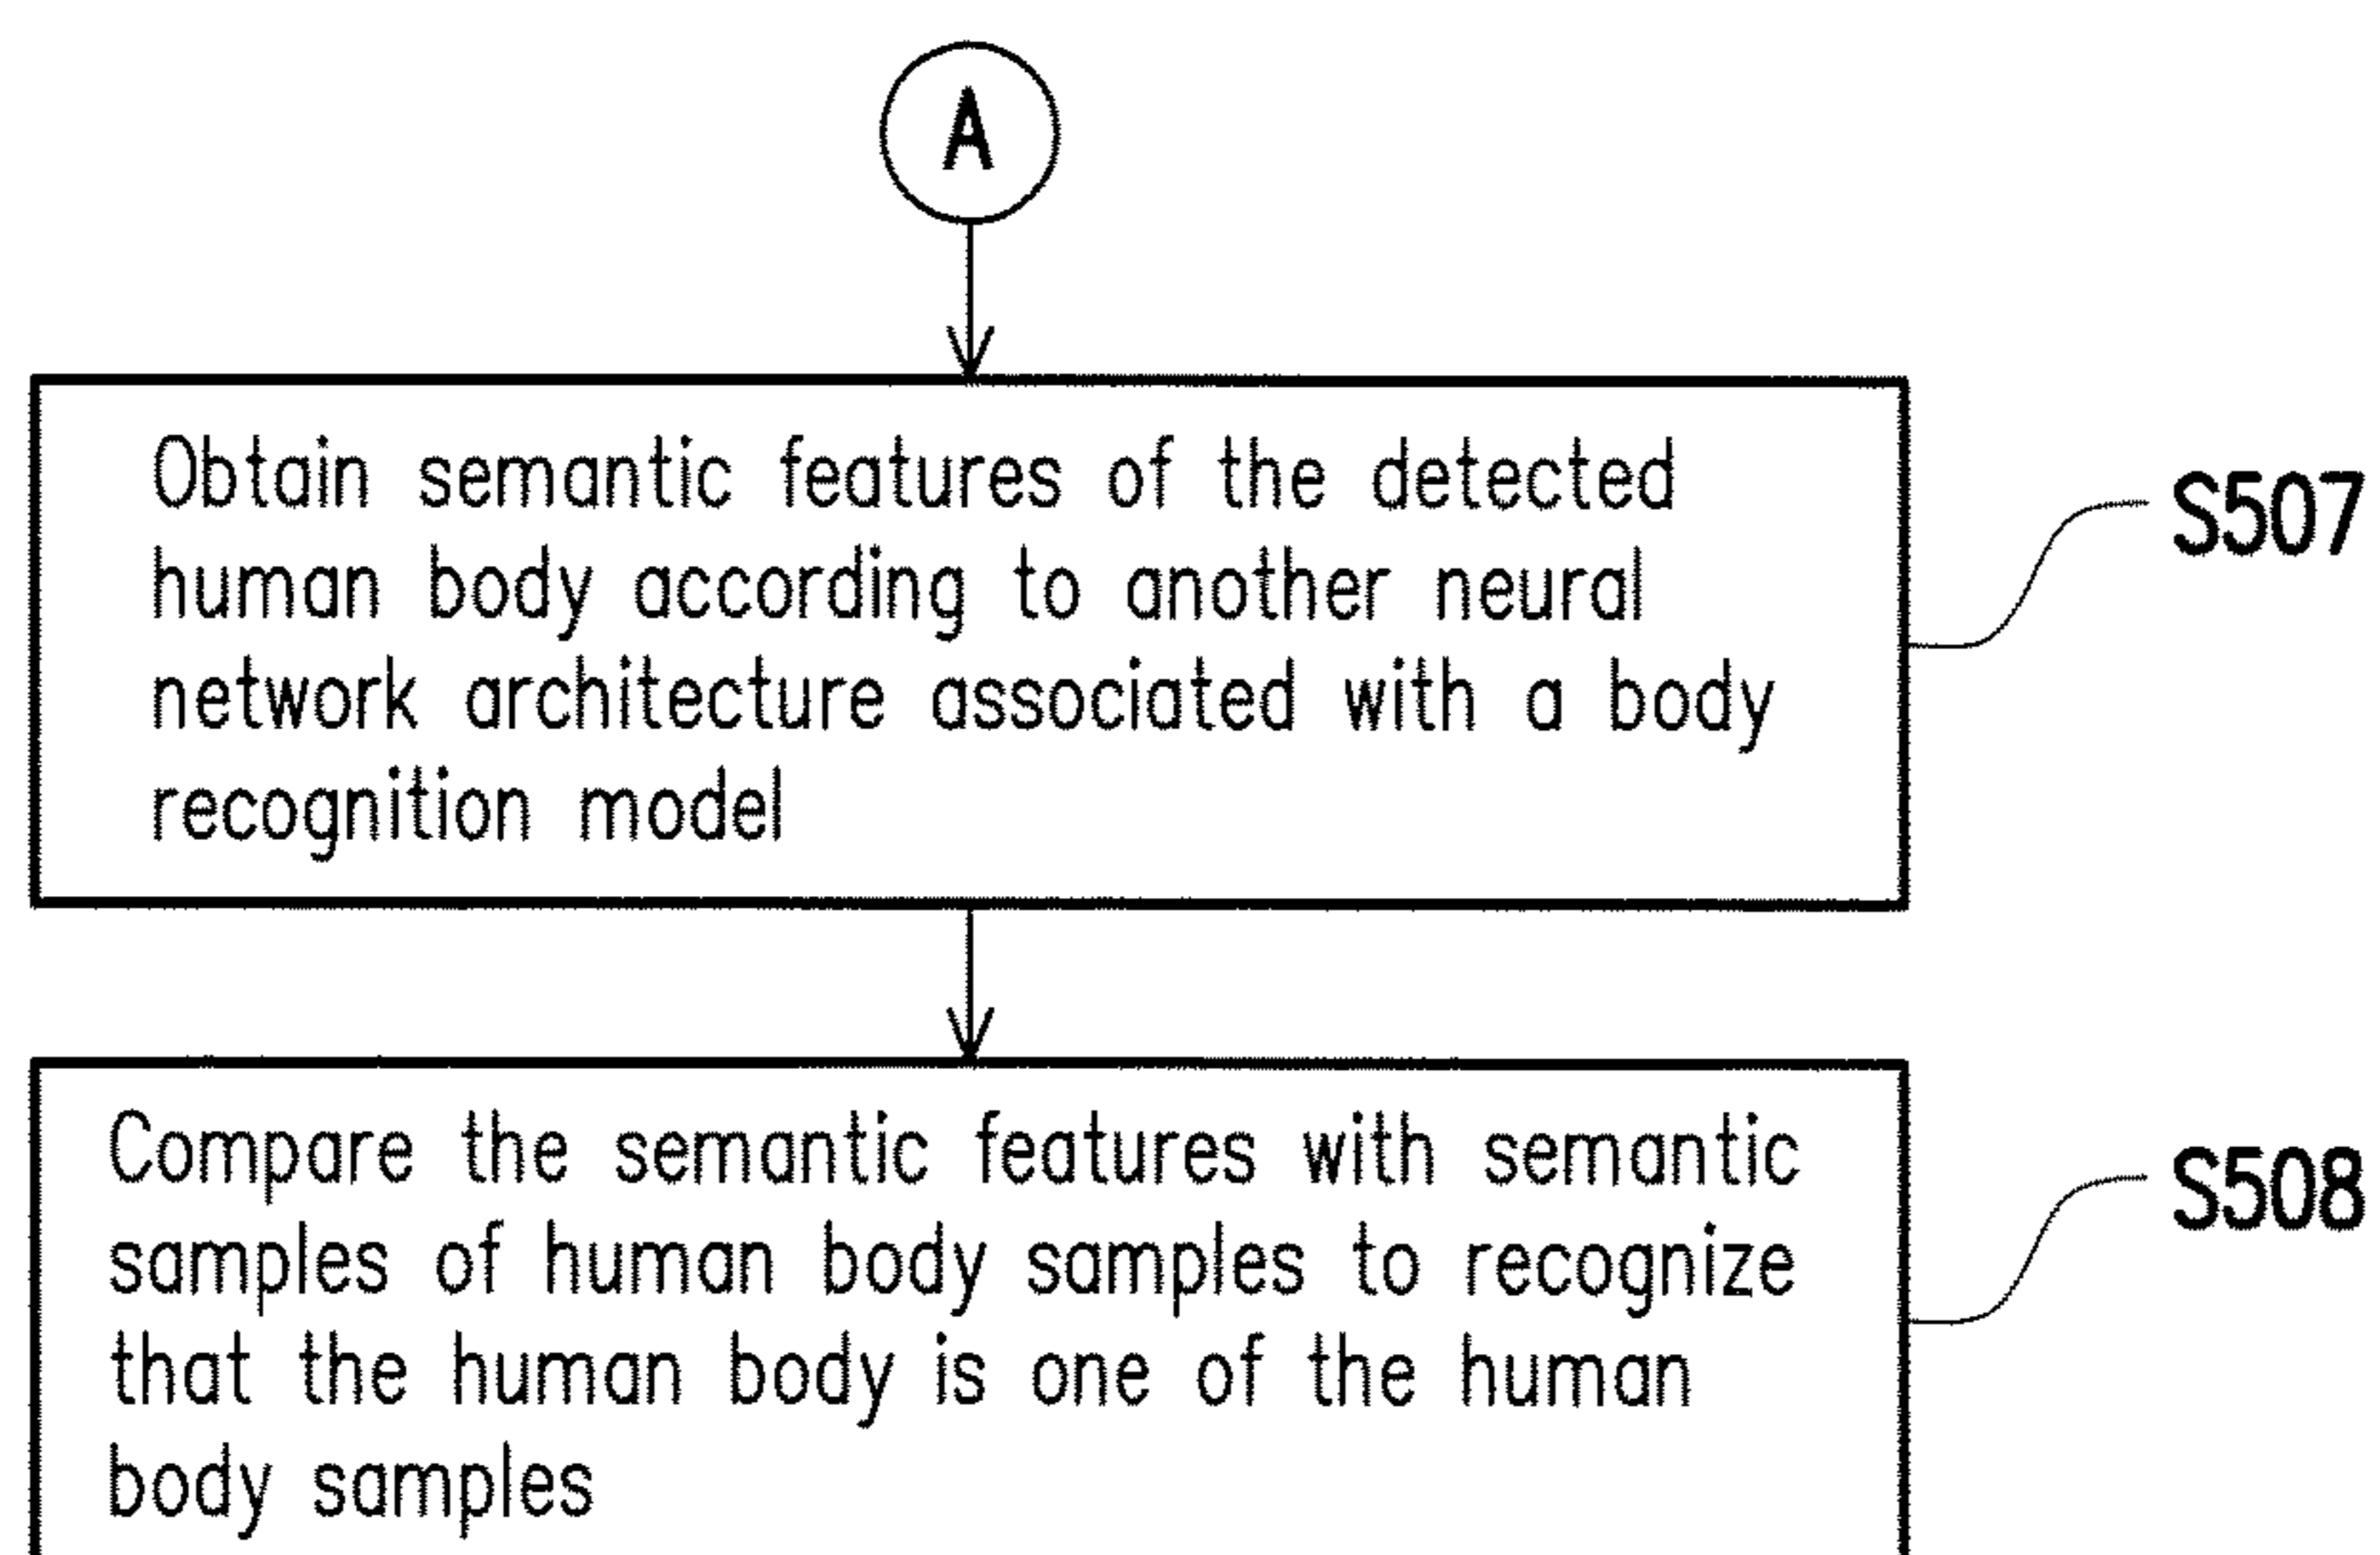 A
Obtain semantic features of the detected
human body according to another neural
network architecture associated with a body
recognition model
S507
Compare the semantic features with semantic
samples of human body samples to recognize
that the human body is one of the human
body samples
S508